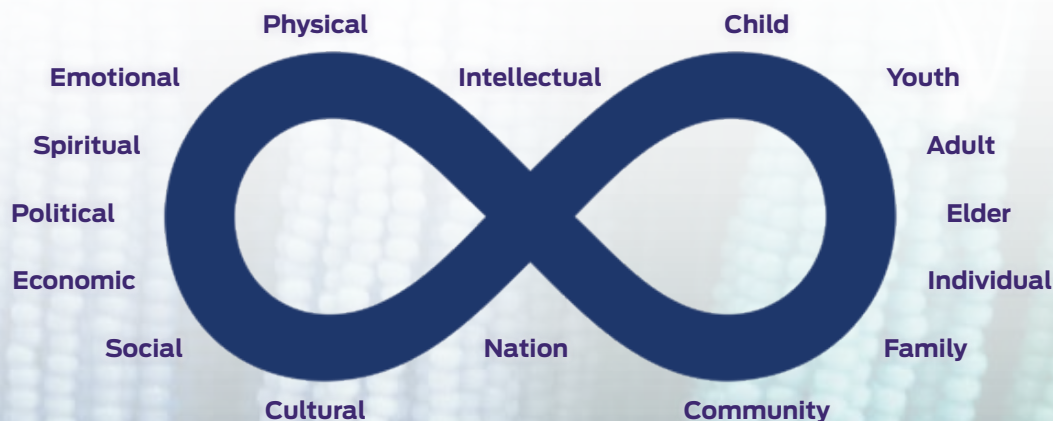 Physical
Child
Emotional
Intellectual
Youth
Spiritual
Adult
Political
Elder
Economic
Individual
Social
Nation
Family
Cultural
Community